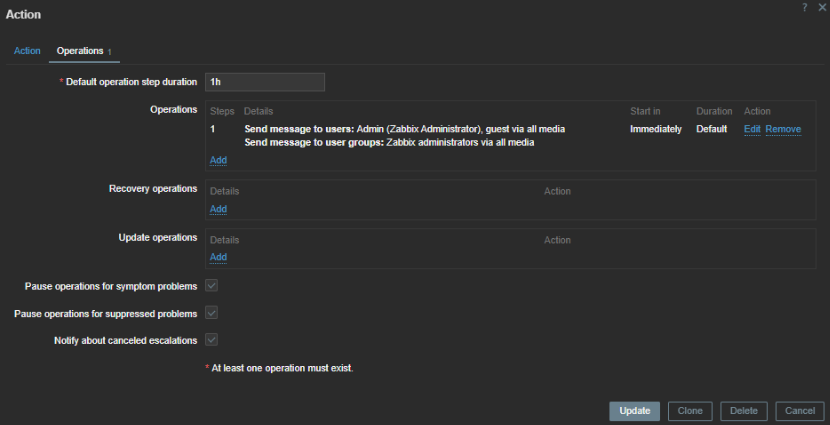 Action
?
Action Operations 1
* Default operation step duration 1h
Operations Steps Details Start in Duration Action
1 Send message to users: Admin (Zabbix Administrator), guest via all media Immediately Default Edit Remove
Send message to user groups: Zabbix administrators via all media
Add
Recovery operations Details Action
Add
Update operations Details Action
Add
Pause operations for symptom problems
Pause operations for suppressed problems
Notify about canceled escalations
* At least one operation must exist.
Update Clone Delete Cancel